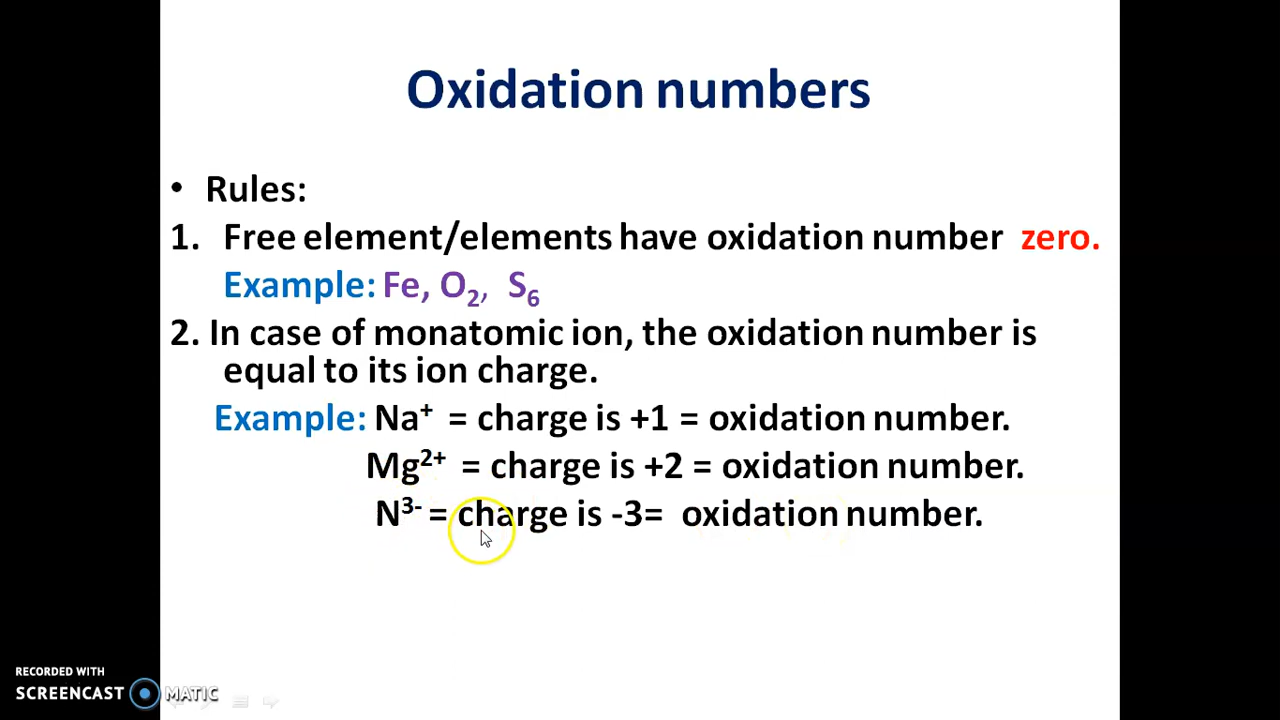 Oxidation numbers
• Rules:
1. Free element/elements have oxidation number zero.
Example: Fe, O₂, S₆
2. In case of monatomic ion, the oxidation number is
equal to its ion charge.
Example: Na⁺ = charge is +1 = oxidation number.
Mg²⁺ = charge is +2 = oxidation number.
N³⁻ = charge is -3= oxidation number.
RECORDED WITH
SCREENCAST MATIC